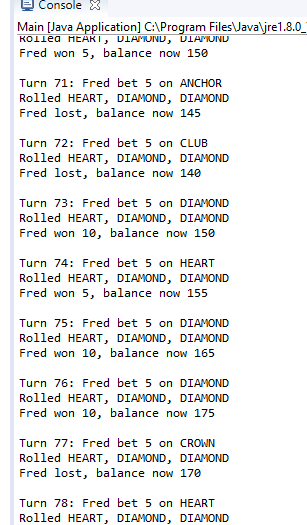 Console
Main [Java Application] C:\Program Files\Java\jre1.8.0_
Rolled HEART, DIAMOND, DIAMOND
Fred won 5, balance now 150
Turn 71: Fred bet 5 on ANCHOR
Rolled HEART, DIAMOND, DIAMOND
Fred lost, balance now 145
Turn 72: Fred bet 5 on CLUB
Rolled HEART, DIAMOND, DIAMOND
Fred lost, balance now 140
Turn 73: Fred bet 5 on DIAMOND
Rolled HEART, DIAMOND, DIAMOND
Fred won 10, balance now 150
Turn 74: Fred bet 5 on HEART
Rolled HEART, DIAMOND, DIAMOND
Fred won 5, balance now 155
Turn 75: Fred bet 5 on DIAMOND
Rolled HEART, DIAMOND, DIAMOND
Fred won 10, balance now 165
Turn 76: Fred bet 5 on DIAMOND
Rolled HEART, DIAMOND, DIAMOND
Fred won 10, balance now 175
Turn 77: Fred bet 5 on CROWN
Rolled HEART, DIAMOND, DIAMOND
Fred lost, balance now 170
Turn 78: Fred bet 5 on HEART
Rolled HEART, DIAMOND, DIAMOND